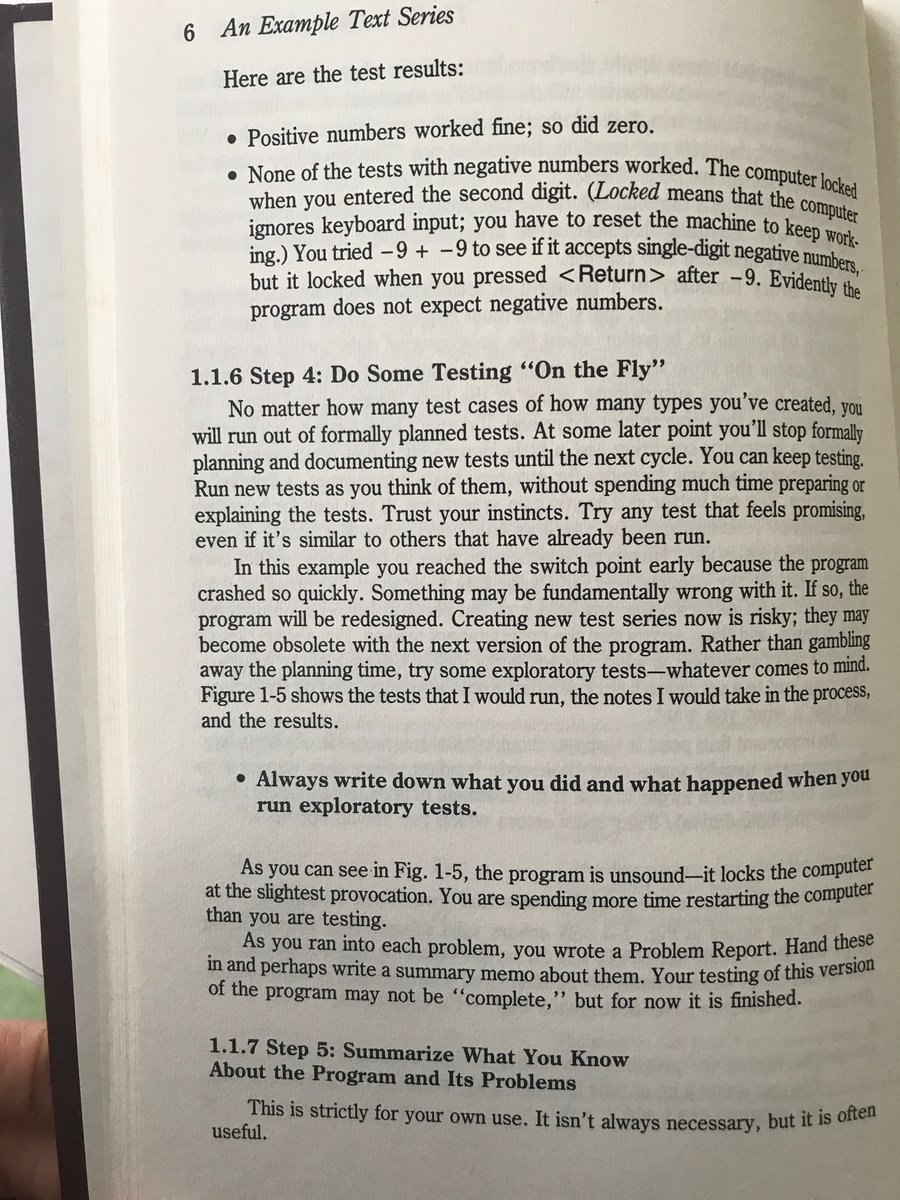 6 An Example Text Series
Here are the test results:
• Positive numbers worked fine; so did zero.
• None of the tests with negative numbers worked. The computer locked
when you entered the second digit. (Locked means that the computer
ignores keyboard input; you have to reset the machine to keep work-
ing.) You tried −9 + −9 to see if it accepts single-digit negative numbers,
but it locked when you pressed <Return> after −9. Evidently the
program does not expect negative numbers.
1.1.6 Step 4: Do Some Testing “On the Fly”
No matter how many test cases of how many types you’ve created, you
will run out of formally planned tests. At some later point you’ll stop formally
planning and documenting new tests until the next cycle. You can keep testing.
Run new tests as you think of them, without spending much time preparing or
explaining the tests. Trust your instincts. Try any test that feels promising,
even if it’s similar to others that have already been run.
In this example you reached the switch point early because the program
crashed so quickly. Something may be fundamentally wrong with it. If so, the
program will be redesigned. Creating new test series now is risky; they may
become obsolete with the next version of the program. Rather than gambling
away the planning time, try some exploratory tests—whatever comes to mind.
Figure 1-5 shows the tests that I would run, the notes I would take in the process,
and the results.
• Always write down what you did and what happened when you
run exploratory tests.
As you can see in Fig. 1-5, the program is unsound—it locks the computer
at the slightest provocation. You are spending more time restarting the computer
than you are testing.
As you ran into each problem, you wrote a Problem Report. Hand these
in and perhaps write a summary memo about them. Your testing of this version
of the program may not be “complete,” but for now it is finished.
1.1.7 Step 5: Summarize What You Know
About the Program and Its Problems
This is strictly for your own use. It isn’t always necessary, but it is often
useful.